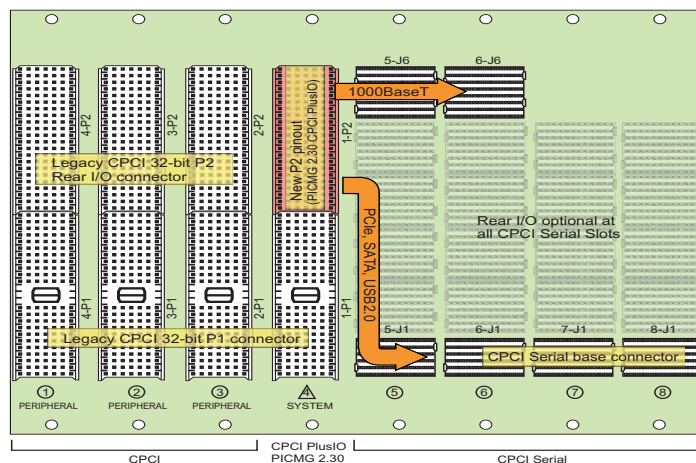 5-J6
6-J6
1000BaseT
4-P2
3-P2
2-P2
1-P2
New P2 pinout
(PICMG 2.30 CPCI PlusIO)
Legacy CPCI 32-bit P2
Rear I/O connector
PCIe, SATA, USB2.0
Rear I/O optional at
all CPCI Serial Slots
4-P1
3-P1
2-P1
1-P1
Legacy CPCI 32-bit P1 connector
5-J1
6-J1
7-J1
8-J1
CPCI Serial base connector
1
2
3
4
5
6
7
8
PERIPHERAL
PERIPHERAL
PERIPHERAL
SYSTEM
CPCI
CPCI PlusIO
PICMG 2.30
CPCI Serial